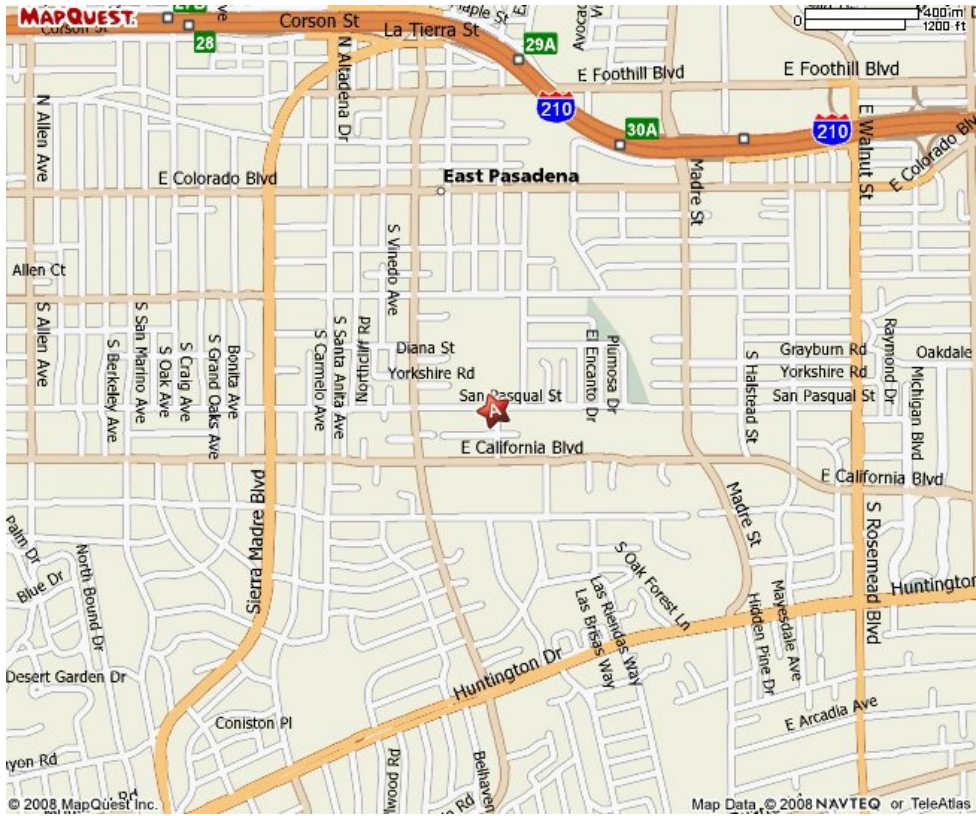 MAPQUEST.
Corson St
28
Corson St
La Tierra St
N Altadena Dr
29A
E Foothill Blvd
E Foothill Blvd
0
400m
1200 ft
210
30A
210
N Allen Ave
E Walnut St
E Colorado Blvd
East Pasadena
Madre St
Allen Ct
S Vinedo Ave
S Allen Ave
S Berkeley Ave
S San Marino Ave
S Oak Ave
S Craig Ave
S Grand Oaks Ave
Bonita Ave
S Carmelo Ave
S Santa Anita Ave
Northcliff Rd
Diana St
Yorkshire Rd
San Pasqual St
A
El Encanto Dr
Plumosa Dr
S Halstead St
Grayburn Rd
Yorkshire Rd
San Pasqual St
Raymond Dr
Oakdale
Michigan Blvd
E California Blvd
E California Blvd
Sierra Madre Blvd
Madre St
S Rosemead Blvd
Palm Dr
Blue Dr
North Bound Dr
S Oak Forest Ln
Las Riendas Way
Las Brisas Way
Hidden Pine Dr
Mayesdale Ave
Huntington
Huntington Dr
Desert Garden Dr
Coniston Pl
E Arcadia Ave
yon Rd
Belhaven
© 2008 MapQuest Inc.
Map Data © 2008 NAVTEQ or TeleAtlas